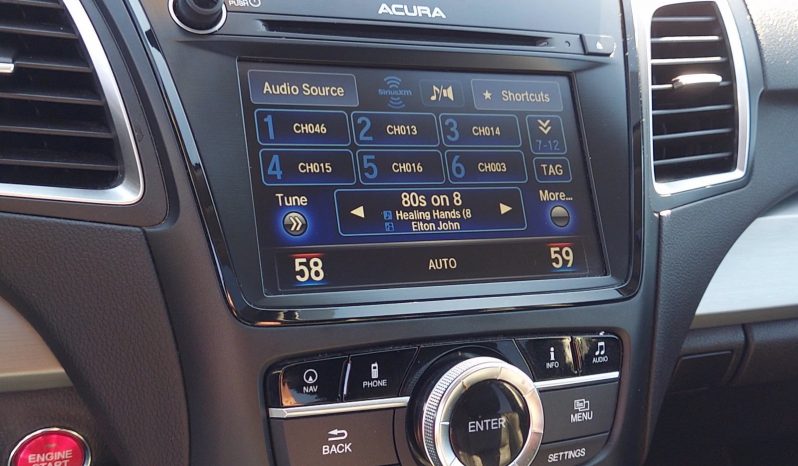 PUSH
ACURA
Audio Source
SIriusxm
Shortcuts
1 CH046
2 CH013
3 CH014
7-12
4 CH015
5 CH016
6 CH003
TAG
Tune
80s on 8
More...
Healing Hands (8
Elton John
58
AUTO
59
NAV
PHONE
INFO
AUDIO
ENTER
MENU
BACK
SETTINGS
ENGINE
START